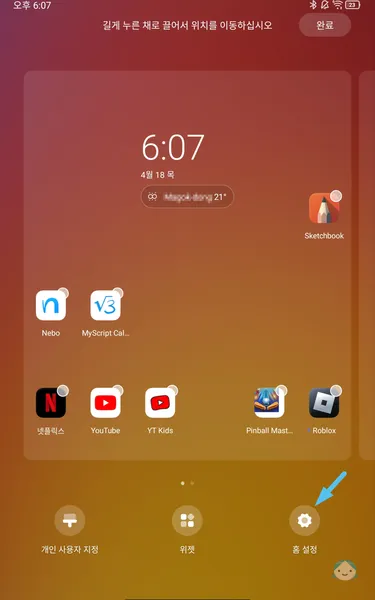 오후 6:07
23
길게 누른 채로 끌어서 위치를 이동하십시오
완료
6:07
4월 18 목
21°
Sketchbook
Nebo
MyScript Cal...
넷플릭스
YouTube
YT Kids
Pinball Mast...
Roblox
개인 사용자 지정
위젯
홈 설정